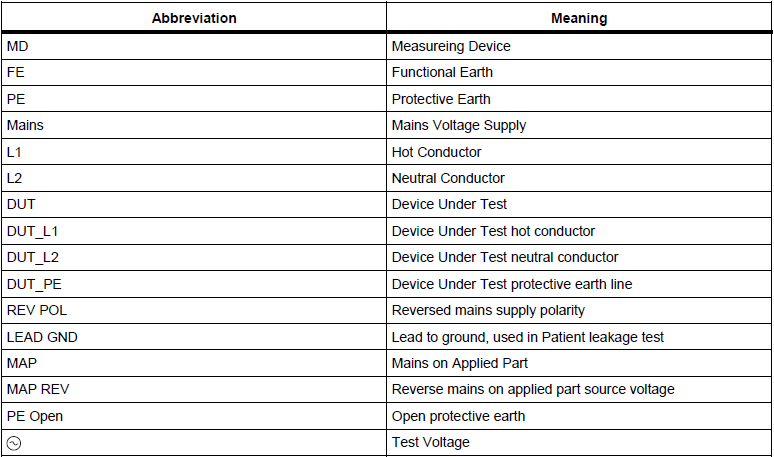 Abbreviation Meaning
MD Measureing Device
FE Functional Earth
PE Protective Earth
Mains Mains Voltage Supply
L1 Hot Conductor
L2 Neutral Conductor
DUT Device Under Test
DUT_L1 Device Under Test hot conductor
DUT_L2 Device Under Test neutral conductor
DUT_PE Device Under Test protective earth line
REV POL Reversed mains supply polarity
LEAD GND Lead to ground, used in Patient leakage test
MAP Mains on Applied Part
MAP REV Reverse mains on applied part source voltage
PE Open Open protective earth
Test Voltage